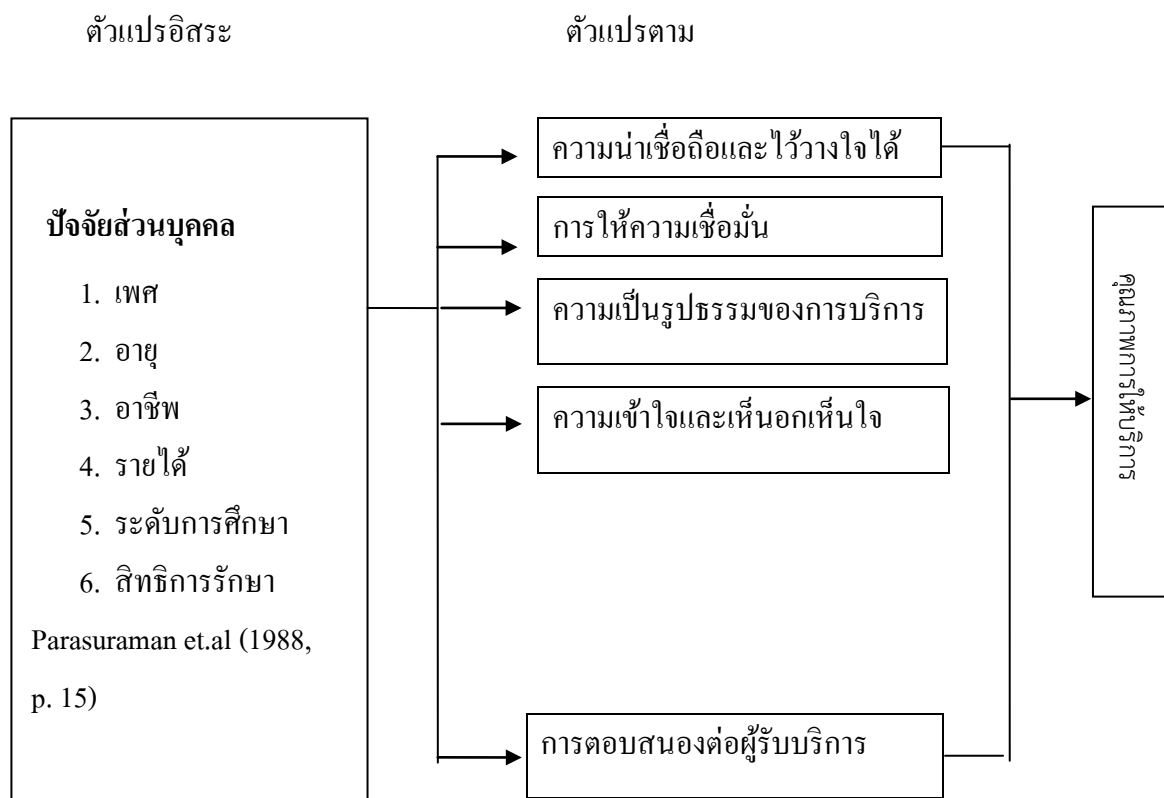 ตัวแปรอิสระ
ตัวแปรตาม
ปัจจัยส่วนบุคคล
1. เพศ
2. อายุ
3. อาชีพ
4. รายได้
5. ระดับการศึกษา
6. สิทธิการรักษา
Parasuraman et.al (1988,
p. 15)
ความน่าเชื่อถือและไว้วางใจได้
การให้ความเชื่อมั่น
ความเป็นรูปธรรมของการบริการ
ความเข้าใจและเห็นอกเห็นใจ
การตอบสนองต่อผู้รับบริการ
คุณภาพการให้บริการ